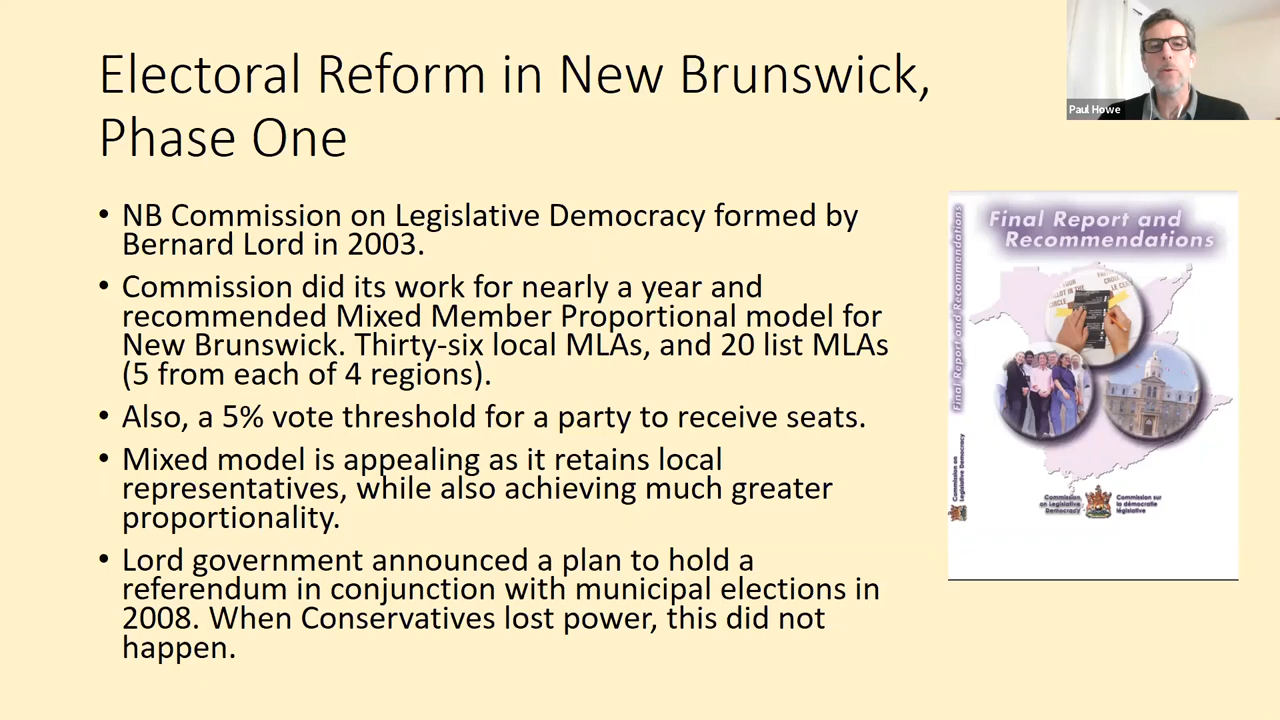 Electoral Reform in New Brunswick,
Phase One
Paul Howe
• NB Commission on Legislative Democracy formed by
Bernard Lord in 2003.
• Commission did its work for nearly a year and
recommended Mixed Member Proportional model for
New Brunswick. Thirty-six local MLAs, and 20 list MLAs
(5 from each of 4 regions).
• Also, a 5% vote threshold for a party to receive seats.
• Mixed model is appealing as it retains local
representatives, while also achieving much greater
proportionality.
• Lord government announced a plan to hold a
referendum in conjunction with municipal elections in
2008. When Conservatives lost power, this did not
happen.
Final Report and
Recommendations
Final Report and Recommendations
Commission on
Legislative Democracy
Commission
on Legislative
Democracy
Commission sur
la démocratie
législative